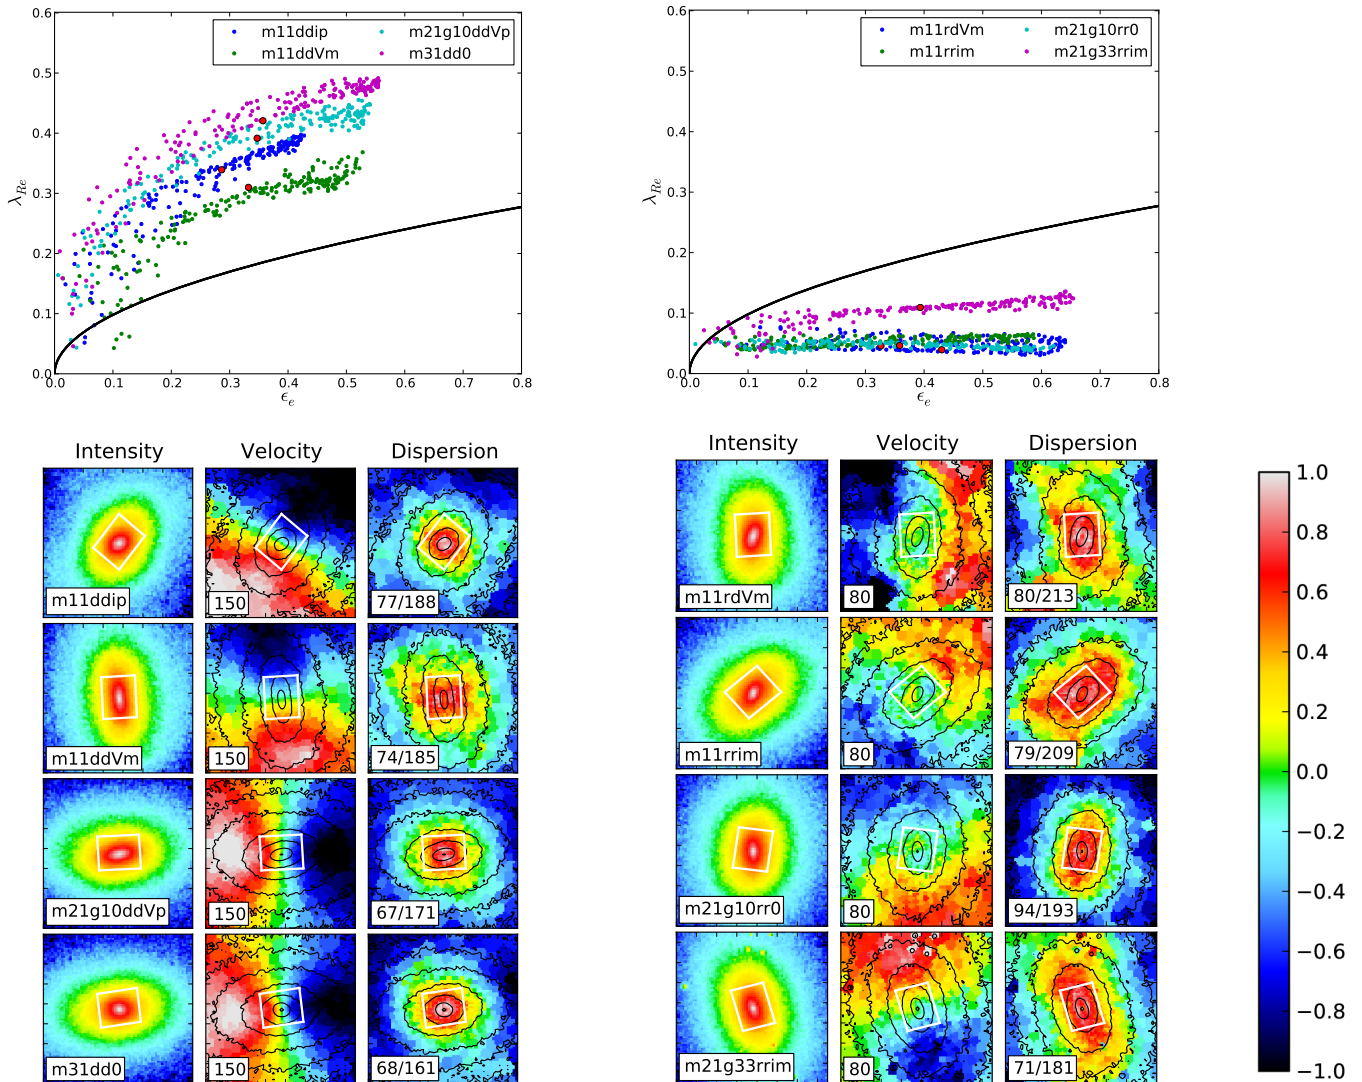 m11ddip m21g10ddVp
m11ddVm m31dd0
0.6
0.5
0.4
0.3
0.2
0.1
0.0
λRe
0.0 0.1 0.2 0.3 0.4 0.5 0.6 0.7 0.8
ϵe
m11rdVm m21g10rr0
m11rrim m21g33rrim
0.6
0.5
0.4
0.3
0.2
0.1
0.0
λRe
0.0 0.1 0.2 0.3 0.4 0.5 0.6 0.7 0.8
ϵe
Intensity Velocity Dispersion
m11ddip 150 77/188
m11ddVm 150 74/185
m21g10ddVp 150 67/171
m31dd0 150 68/161
Intensity Velocity Dispersion
m11rdVm 80 80/213
m11rrim 80 79/209
m21g10rr0 80 94/193
m21g33rrim 80 71/181
1.0
0.8
0.6
0.4
0.2
0.0
−0.2
−0.4
−0.6
−0.8
−1.0